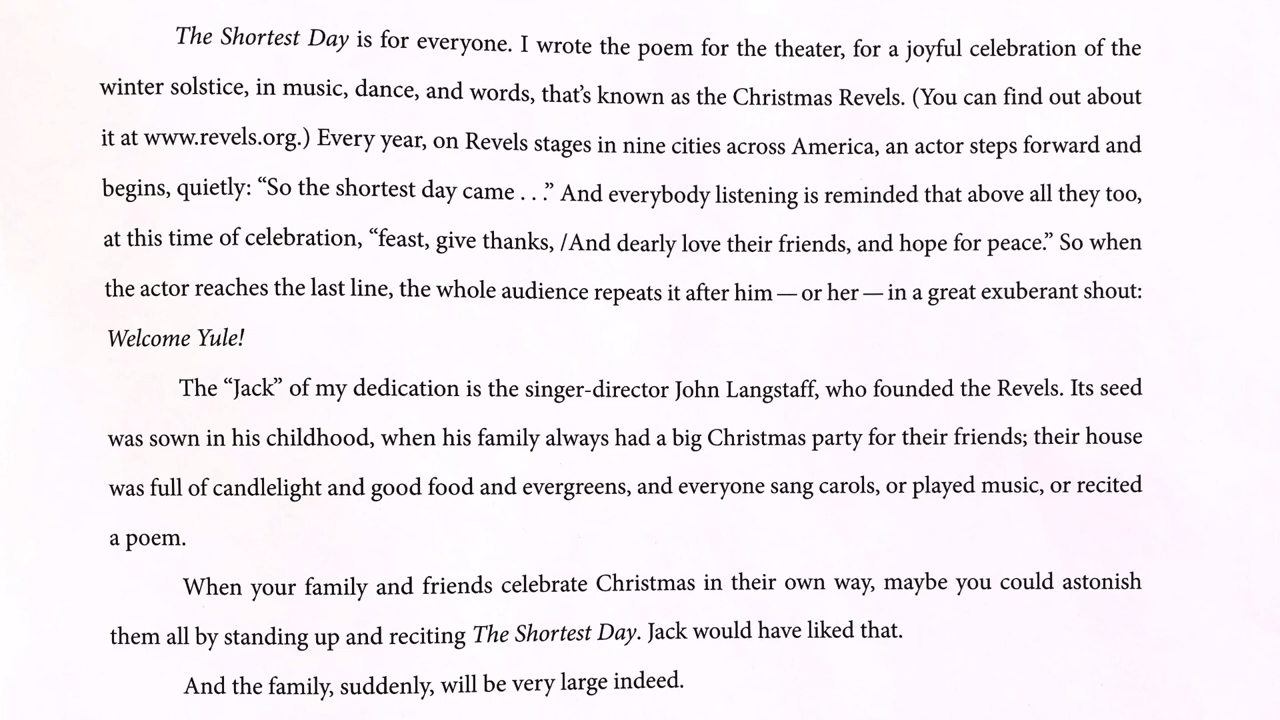 The Shortest Day is for everyone. I wrote the poem for the theater, for a joyful celebration of the
winter solstice, in music, dance, and words, that’s known as the Christmas Revels. (You can find out about
it at www.revels.org.) Every year, on Revels stages in nine cities across America, an actor steps forward and
begins, quietly: “So the shortest day came . . .” And everybody listening is reminded that above all they too,
at this time of celebration, “feast, give thanks, /And dearly love their friends, and hope for peace.” So when
the actor reaches the last line, the whole audience repeats it after him — or her — in a great exuberant shout:
Welcome Yule!
The “Jack” of my dedication is the singer-director John Langstaff, who founded the Revels. Its seed
was sown in his childhood, when his family always had a big Christmas party for their friends; their house
was full of candlelight and good food and evergreens, and everyone sang carols, or played music, or recited
a poem.
When your family and friends celebrate Christmas in their own way, maybe you could astonish
them all by standing up and reciting The Shortest Day. Jack would have liked that.
And the family, suddenly, will be very large indeed.